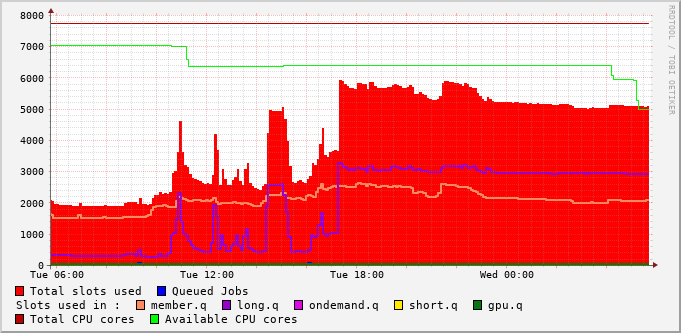 8000
7000
6000
5000
4000
3000
2000
1000
0
Tue 06:00 Tue 12:00 Tue 18:00 Wed 00:00
Total slots used Queued Jobs
Slots used in : member.q long.q ondemand.q short.q gpu.q
Total CPU cores Available CPU cores
RRDTOOL / TOBI OETIKER